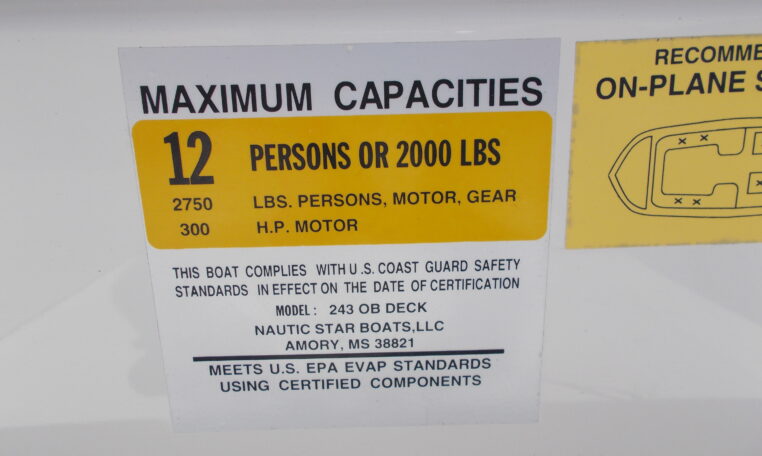 MAXIMUM CAPACITIES
12 PERSONS OR 2000 LBS
2750 LBS. PERSONS, MOTOR, GEAR
300 H.P. MOTOR
THIS BOAT COMPLIES WITH U.S. COAST GUARD SAFETY
STANDARDS IN EFFECT ON THE DATE OF CERTIFICATION
MODEL: 243 OB DECK
NAUTIC STAR BOATS,LLC
AMORY, MS 38821
MEETS U.S. EPA EVAP STANDARDS
USING CERTIFIED COMPONENTS
RECOMME
ON-PLANE S
x x
x
x x